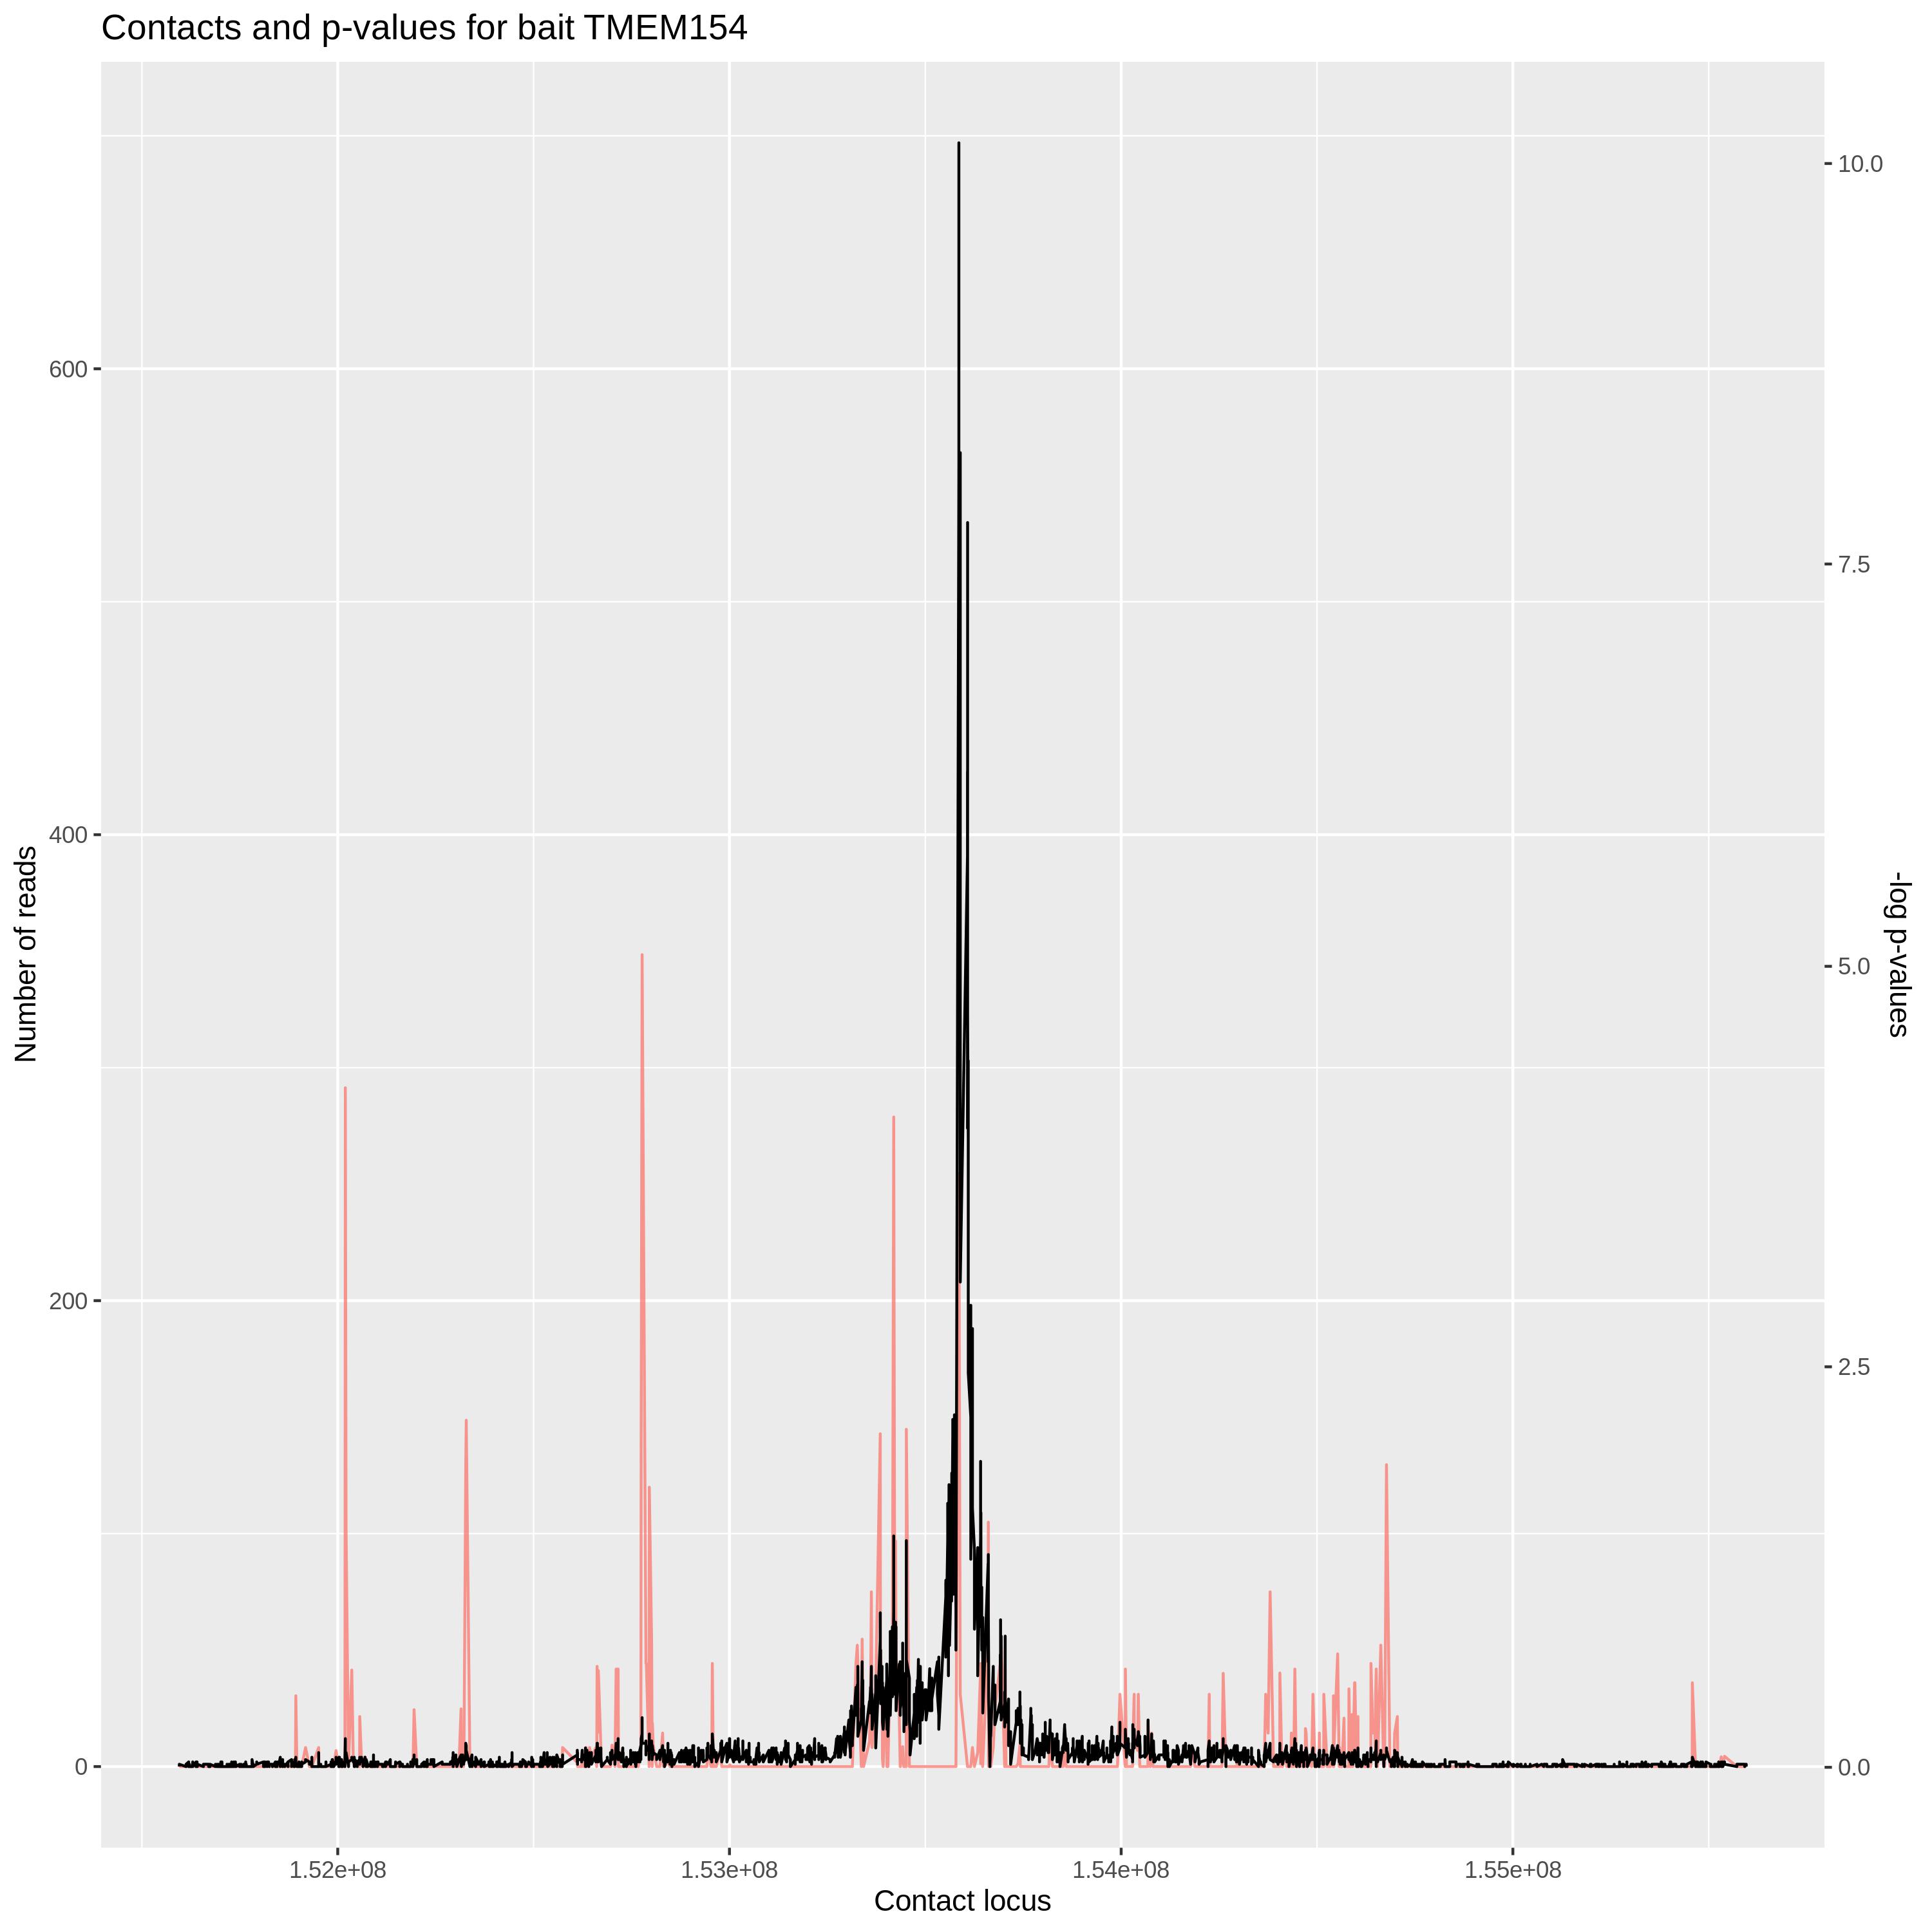 Contacts and p-values for bait TMEM154
Number of reads
600
400
200
0
10.0
7.5
5.0
2.5
0.0
-log p-values
1.52e+08 1.53e+08 1.54e+08 1.55e+08
Contact locus